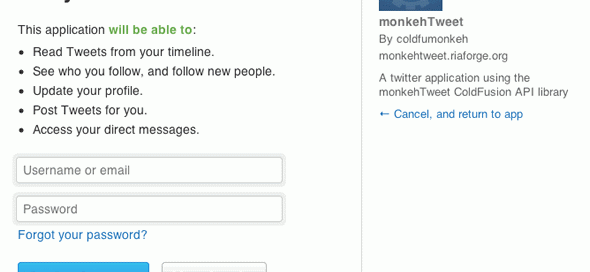 This application will be able to:
• Read Tweets from your timeline.
• See who you follow, and follow new people.
• Update your profile.
• Post Tweets for you.
• Access your direct messages.
Username or email
Password
Forgot your password?
monkehTweet
By coldfumonkeh
monkehtweet.riaforge.org
A twitter application using the
monkehTweet ColdFusion API library
← Cancel, and return to app